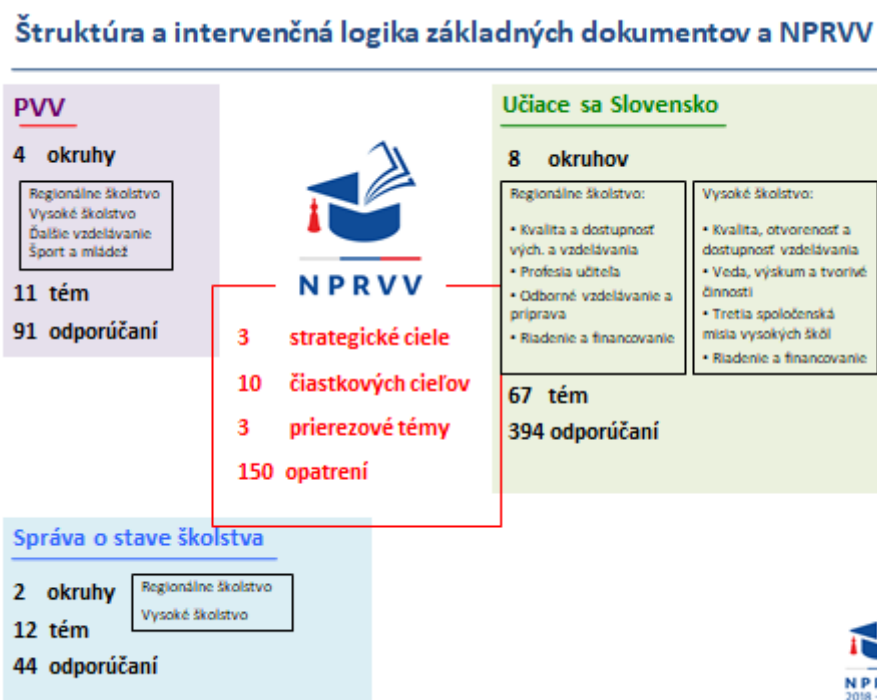 Štruktúra a intervenčná logika základných dokumentov a NPRVV
PVV
4 okruhy
Regionálne školstvo
Vysoké školstvo
Ďalšie vzdelávanie
Šport a mládež
11 tém
91 odporúčaní
NPRVV
3 strategické ciele
10 čiastkových cieľov
3 prierezové témy
150 opatrení
Učiace sa Slovensko
8 okruhov
Regionálne školstvo:
• Kvalita a dostupnosť
vých. a vzdelávania
• Profesia učiteľa
• Odborné vzdelávanie a
príprava
• Riadenie a financovanie
Vysoké školstvo:
• Kvalita, otvorenosť a
dostupnosť vzdelávania
• Veda, výskum a tvorivé
činnosti
• Tretia spoločenská
misia vysokých škôl
• Riadenie a financovanie
67 tém
394 odporúčaní
Správa o stave školstva
2 okruhy
Regionálne školstvo
Vysoké školstvo
12 tém
44 odporúčaní
2018